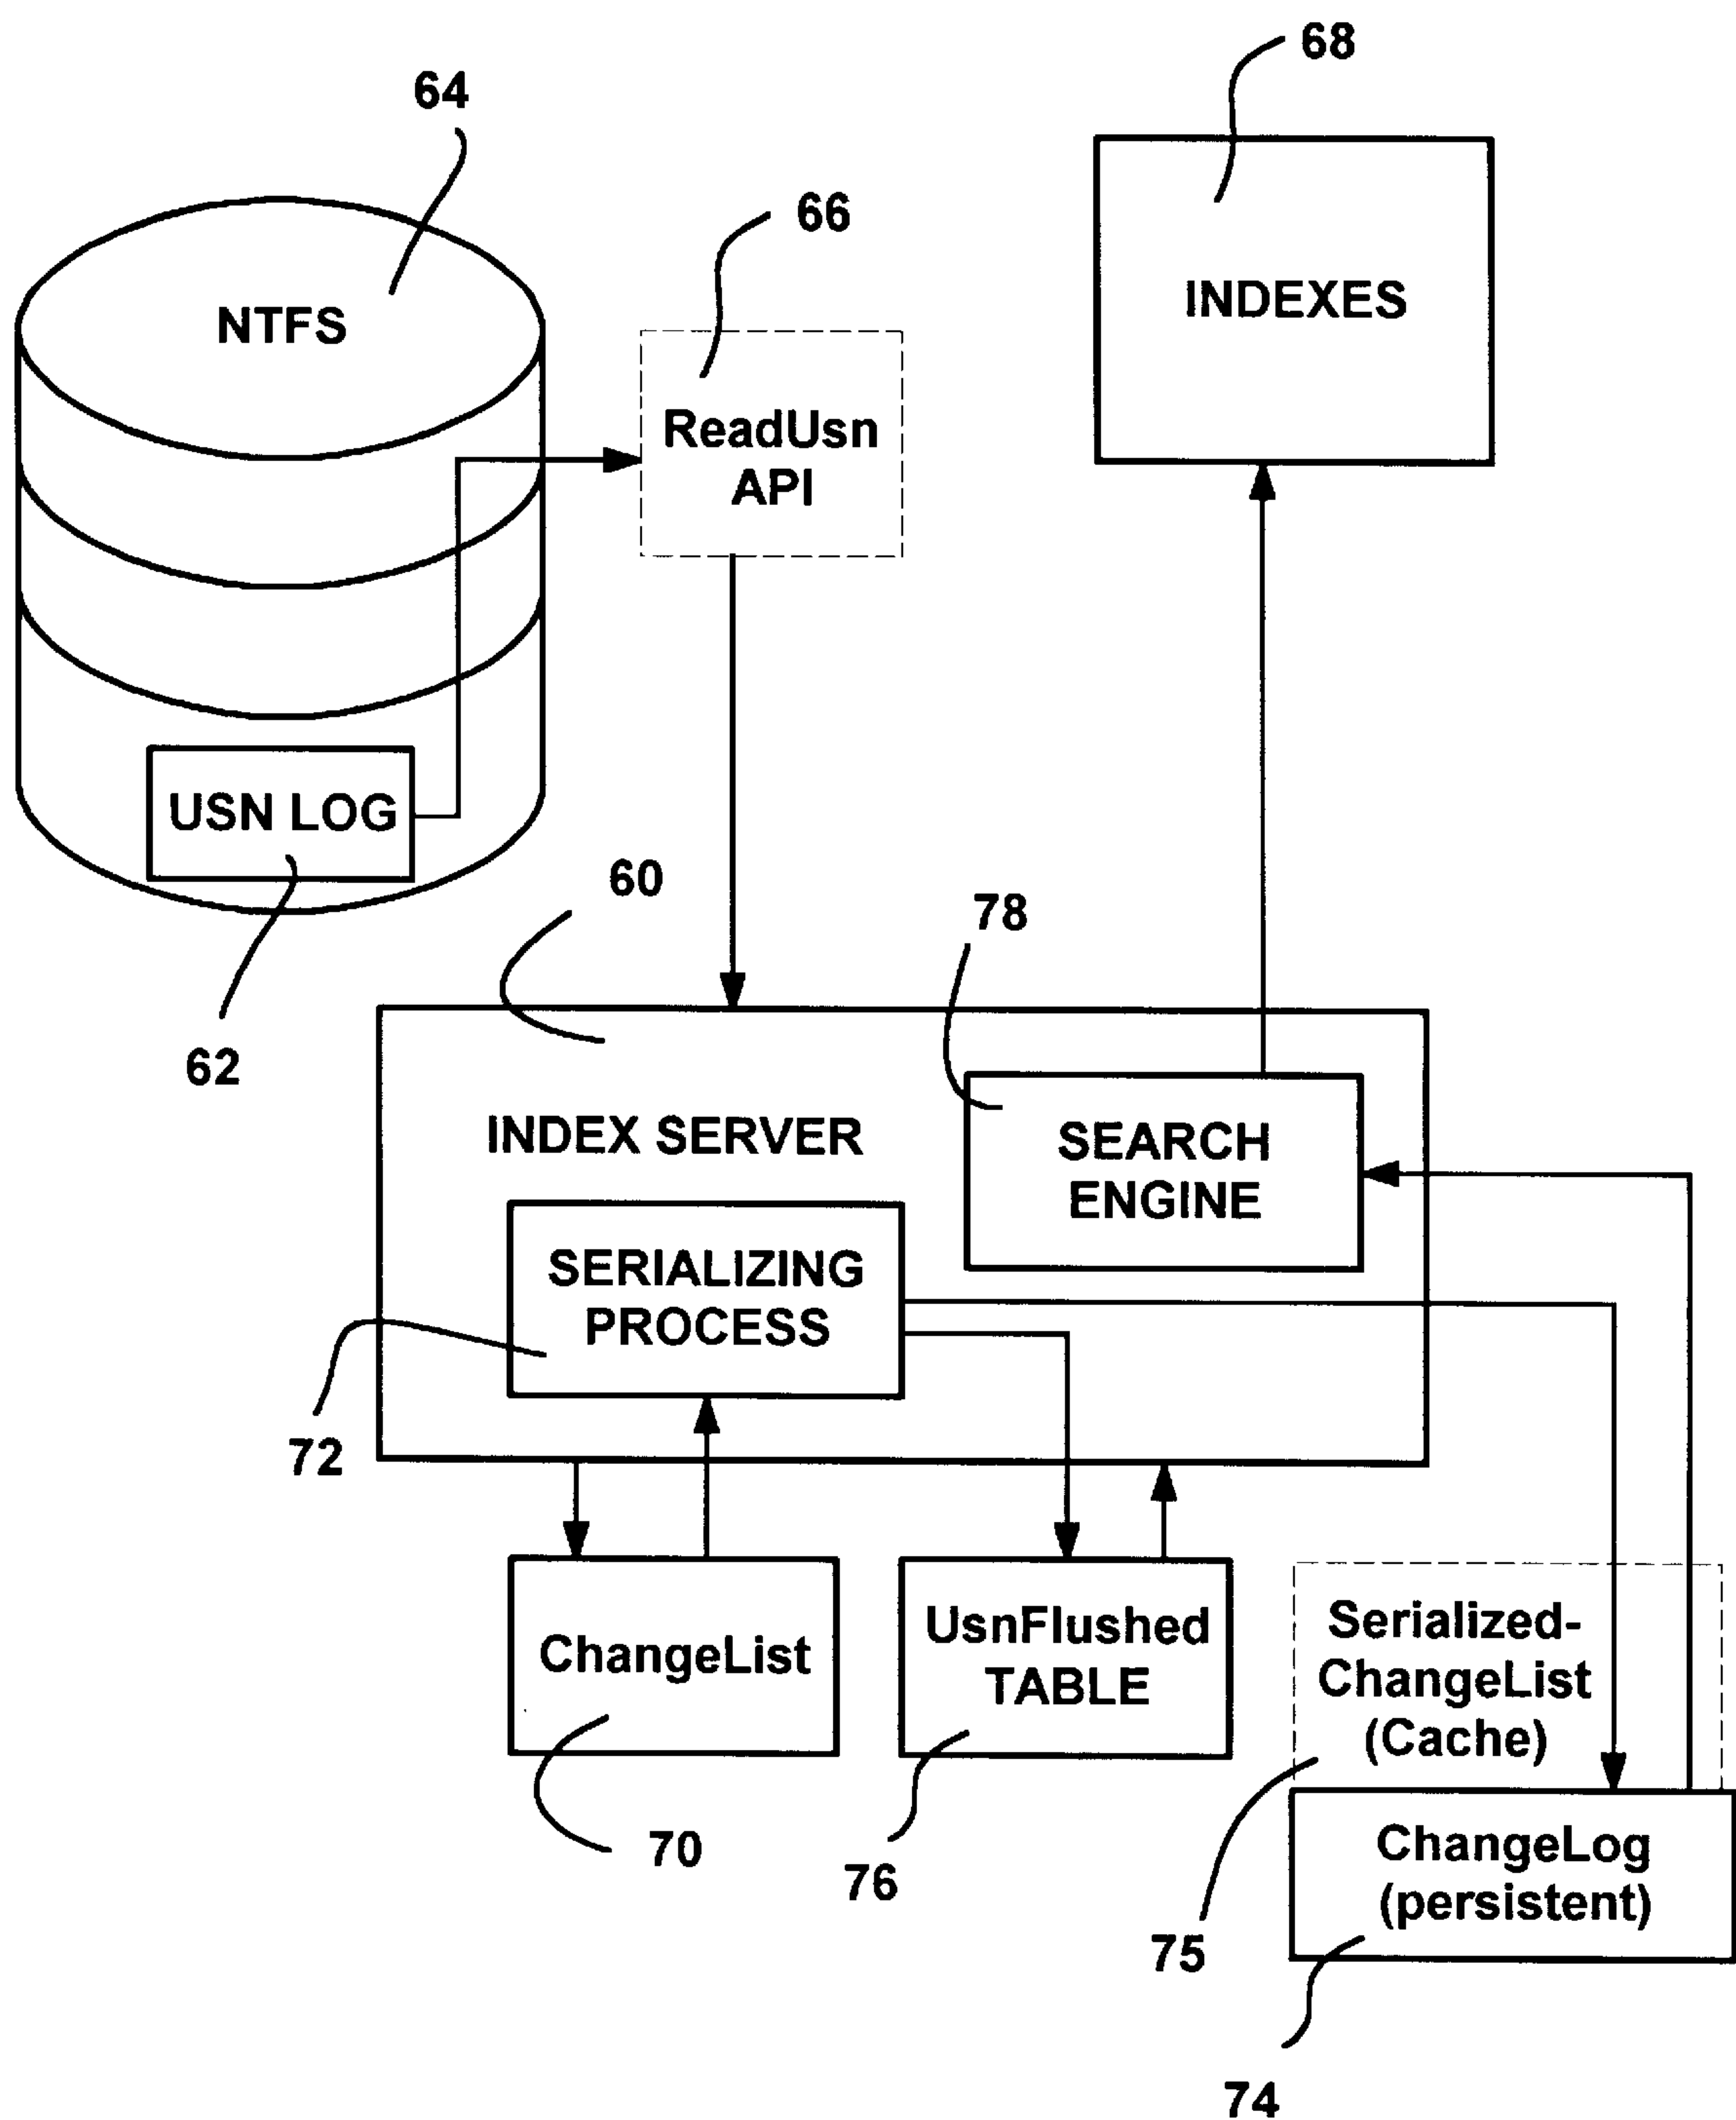 68
64
66
NTFS
INDEXES
ReadUsn
API
USN LOG
60
78
62
INDEX SERVER
SEARCH
ENGINE
SERIALIZING
PROCESS
72
ChangeList
UsnFlushed
TABLE
Serialized-
ChangeList
(Cache)
70
76
ChangeLog
(persistent)
75
74